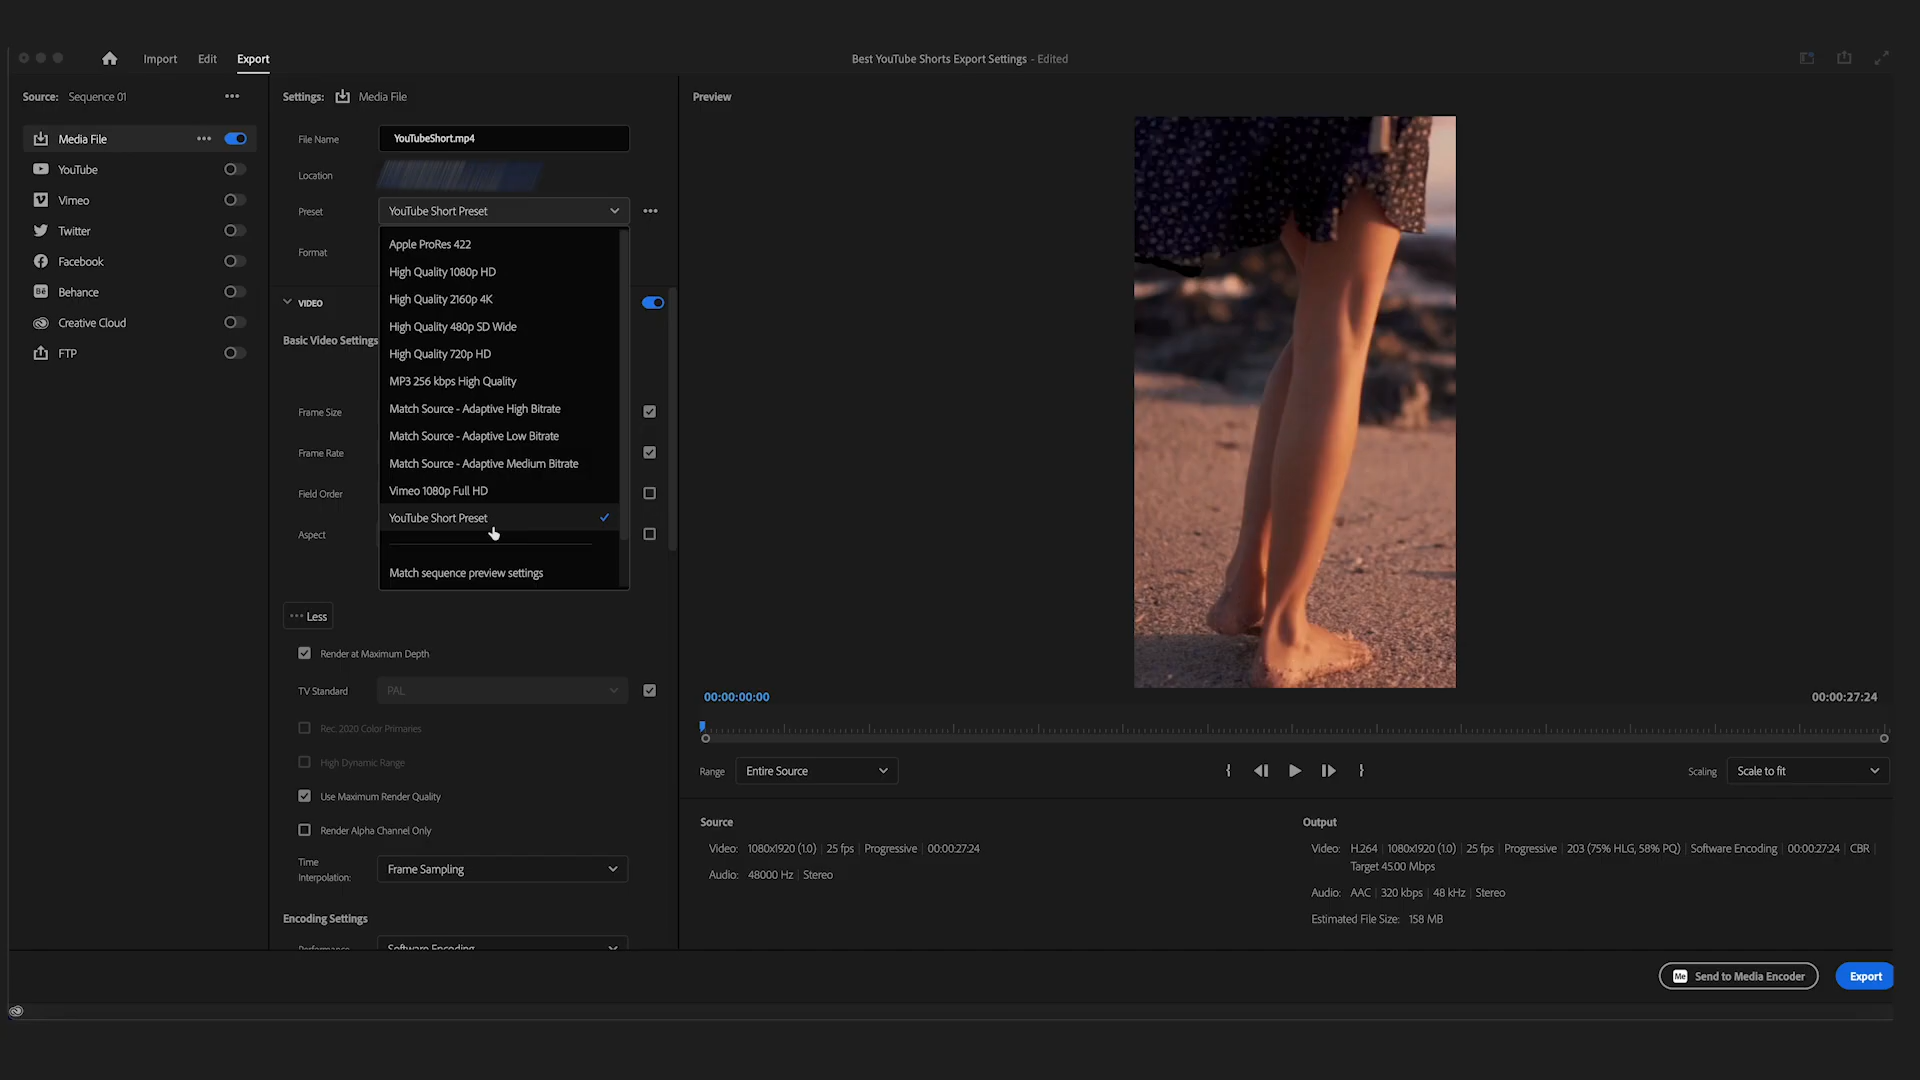 Import Edit Export
Best YouTube Shorts Export Settings - Edited
Source: Sequence 01
Media File
YouTube
Vimeo
Twitter
Facebook
Behance
Creative Cloud
FTP
Settings: Media File
File Name YouTubeShort.mp4
Location
Preset YouTube Short Preset
Format
Apple ProRes 422
High Quality 1080p HD
High Quality 2160p 4K
High Quality 480p SD Wide
High Quality 720p HD
MP3 256 kbps High Quality
Match Source - Adaptive High Bitrate
Match Source - Adaptive Low Bitrate
Match Source - Adaptive Medium Bitrate
Vimeo 1080p Full HD
YouTube Short Preset
Match sequence preview settings
VIDEO
Basic Video Settings
Frame Size
Frame Rate
Field Order
Aspect
Less
Render at Maximum Depth
TV Standard PAL
Rec. 2020 Color Primaries
High Dynamic Range
Use Maximum Render Quality
Render Alpha Channel Only
Time
Interpolation: Frame Sampling
Encoding Settings
Performance Software Encoding
Preview
00:00:00:00 00:00:27:24
Range Entire Source
Scaling Scale to fit
Source
Video: 1080x1920 (1.0) | 25 fps | Progressive | 00:00:27:24
Audio: 48000 Hz | Stereo
Output
Video: H.264 | 1080x1920 (1.0) | 25 fps | Progressive | 203 (75% HLG, 58% PQ) | Software Encoding | 00:00:27:24 | CBR |
Target 45.00 Mbps
Audio: AAC | 320 kbps | 48 kHz | Stereo
Estimated File Size: 158 MB
Me Send to Media Encoder
Export